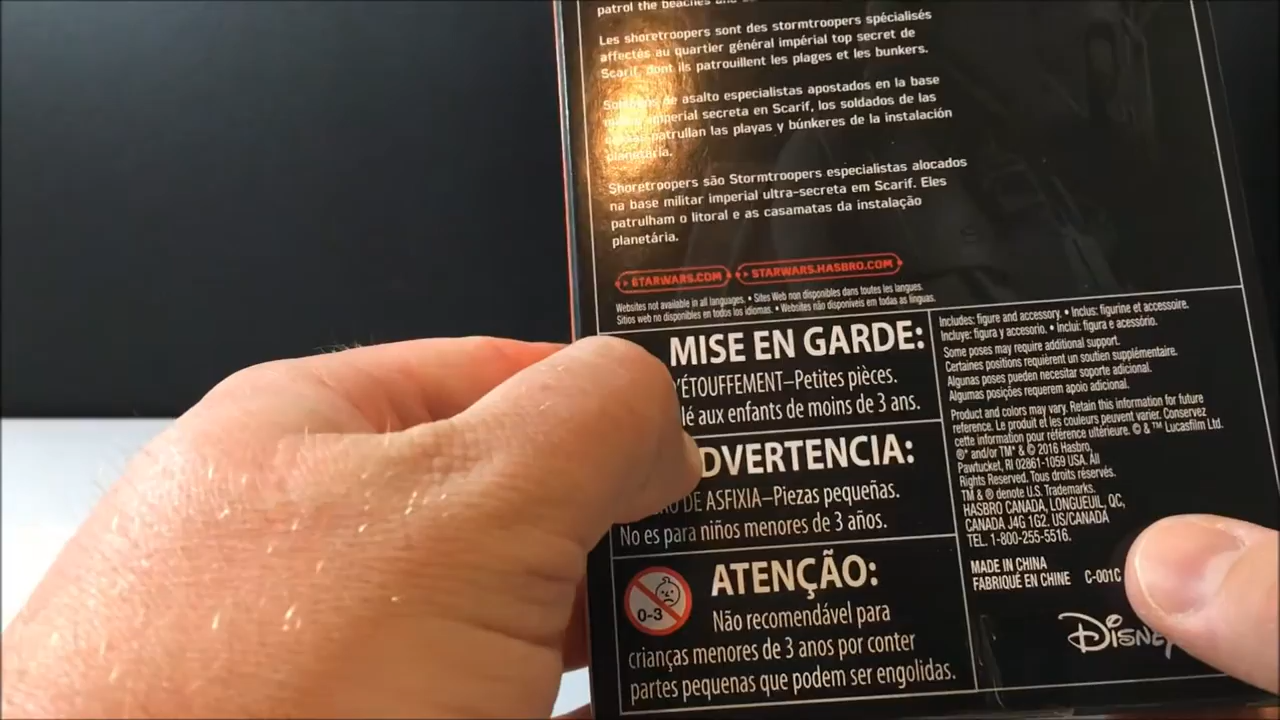 patrol the beaches and
Les shoretroopers sont des stormtroopers spécialisés
affectés au quartier général impérial top secret de
Scarif, dont ils patrouillent les plages et les bunkers.
de asalto especialistas apostados en la base
imperial secreta en Scarif, los soldados de las
patrullan las playas y búnkeres de la instalación
planetaria.
Shoretroopers são Stormtroopers especialistas alocados
na base militar imperial ultra-secreta em Scarif. Eles
patrulham o litoral e as casamatas da instalação
planetária.
STARWARS.COM STARWARS.HASBRO.COM
Websites not available in all languages. • Sites Web non disponibles dans toutes les langues.
Sitios web no disponibles en todos los idiomas. • Websites não disponíveis em todas as línguas.
MISE EN GARDE:
D'ÉTOUFFEMENT–Petites pièces.
aux enfants de moins de 3 ans.
ADVERTENCIA:
DE ASFIXIA–Piezas pequeñas.
No es para niños menores de 3 años.
0-3
ATENÇÃO:
Não recomendável para
crianças menores de 3 anos por conter
partes pequenas que podem ser engolidas.
Includes: figure and accessory. • Inclus: figurine et accessoire.
Incluye: figura y accesorio. • Inclui: figura e acessório.
Some poses may require additional support.
Certaines positions requièrent un soutien supplémentaire.
Algunas poses pueden necesitar soporte adicional.
Algumas posições requerem apoio adicional.
Product and colors may vary. Retain this information for future
reference. Le produit et les couleurs peuvent varier. Conservez
cette information pour référence ultérieure. © & ™ Lucasfilm Ltd.
®* and/or TM* & © 2016 Hasbro,
Pawtucket, RI 02861-1059 USA. All
Rights Reserved. Tous droits réservés.
TM & ® denote U.S. Trademarks.
HASBRO CANADA, LONGUEUIL, QC,
CANADA J4G 1G2. US/CANADA
TEL. 1-800-255-5516.
MADE IN CHINA
FABRIQUÉ EN CHINE C-001C
DISNEY